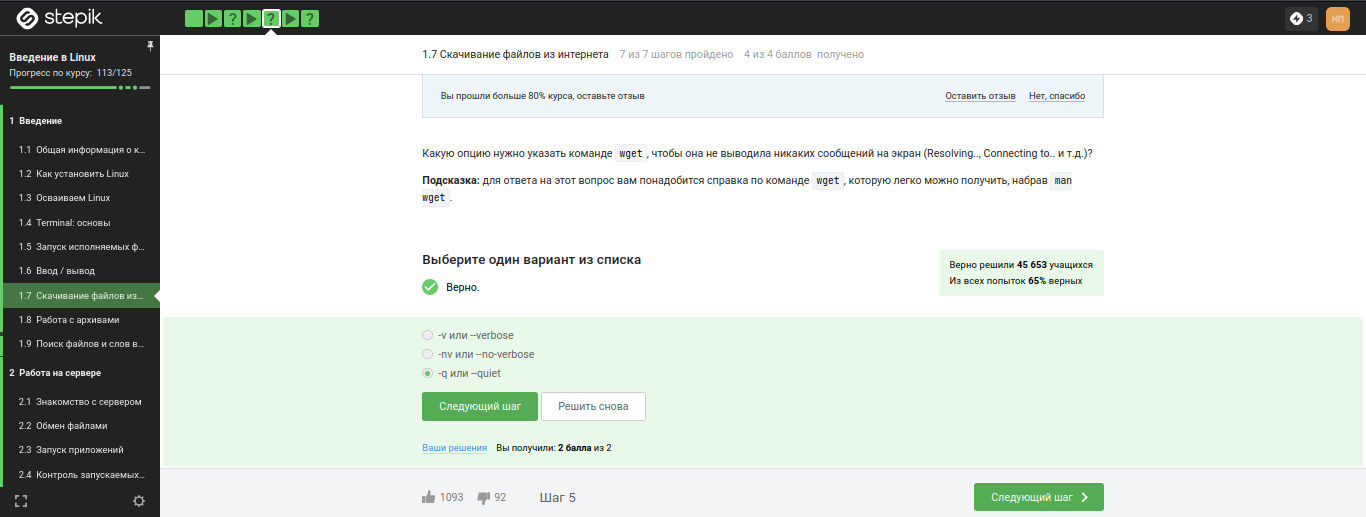 stepik
? ? ?
3
НП
Введение в Linux
Прогресс по курсу: 113/125
1 Введение
1.1 Общая информация о к...
1.2 Как установить Linux
1.3 Осваиваем Linux
1.4 Terminal: основы
1.5 Запуск исполняемых ф...
1.6 Ввод / вывод
1.7 Скачивание файлов из...
1.8 Работа с архивами
1.9 Поиск файлов и слов в...
2 Работа на сервере
2.1 Знакомство с сервером
2.2 Обмен файлами
2.3 Запуск приложений
2.4 Контроль запускаемых...
1.7 Скачивание файлов из интернета 7 из 7 шагов пройдено 4 из 4 баллов получено
Вы прошли больше 80% курса, оставьте отзыв
Оставить отзыв Нет, спасибо
Какую опцию нужно указать команде wget, чтобы она не выводила никаких сообщений на экран (Resolving.., Connecting to.. и т.д.)?
Подсказка: для ответа на этот вопрос вам понадобится справка по команде wget, которую легко можно получить, набрав man
wget.
Выберите один вариант из списка
Верно.
Верно решили 45 653 учащихся
Из всех попыток 65% верных
-v или --verbose
-nv или --no-verbose
-q или --quiet
Следующий шаг Решить снова
Ваши решения Вы получили: 2 балла из 2
1093 92 Шаг 5
Следующий шаг